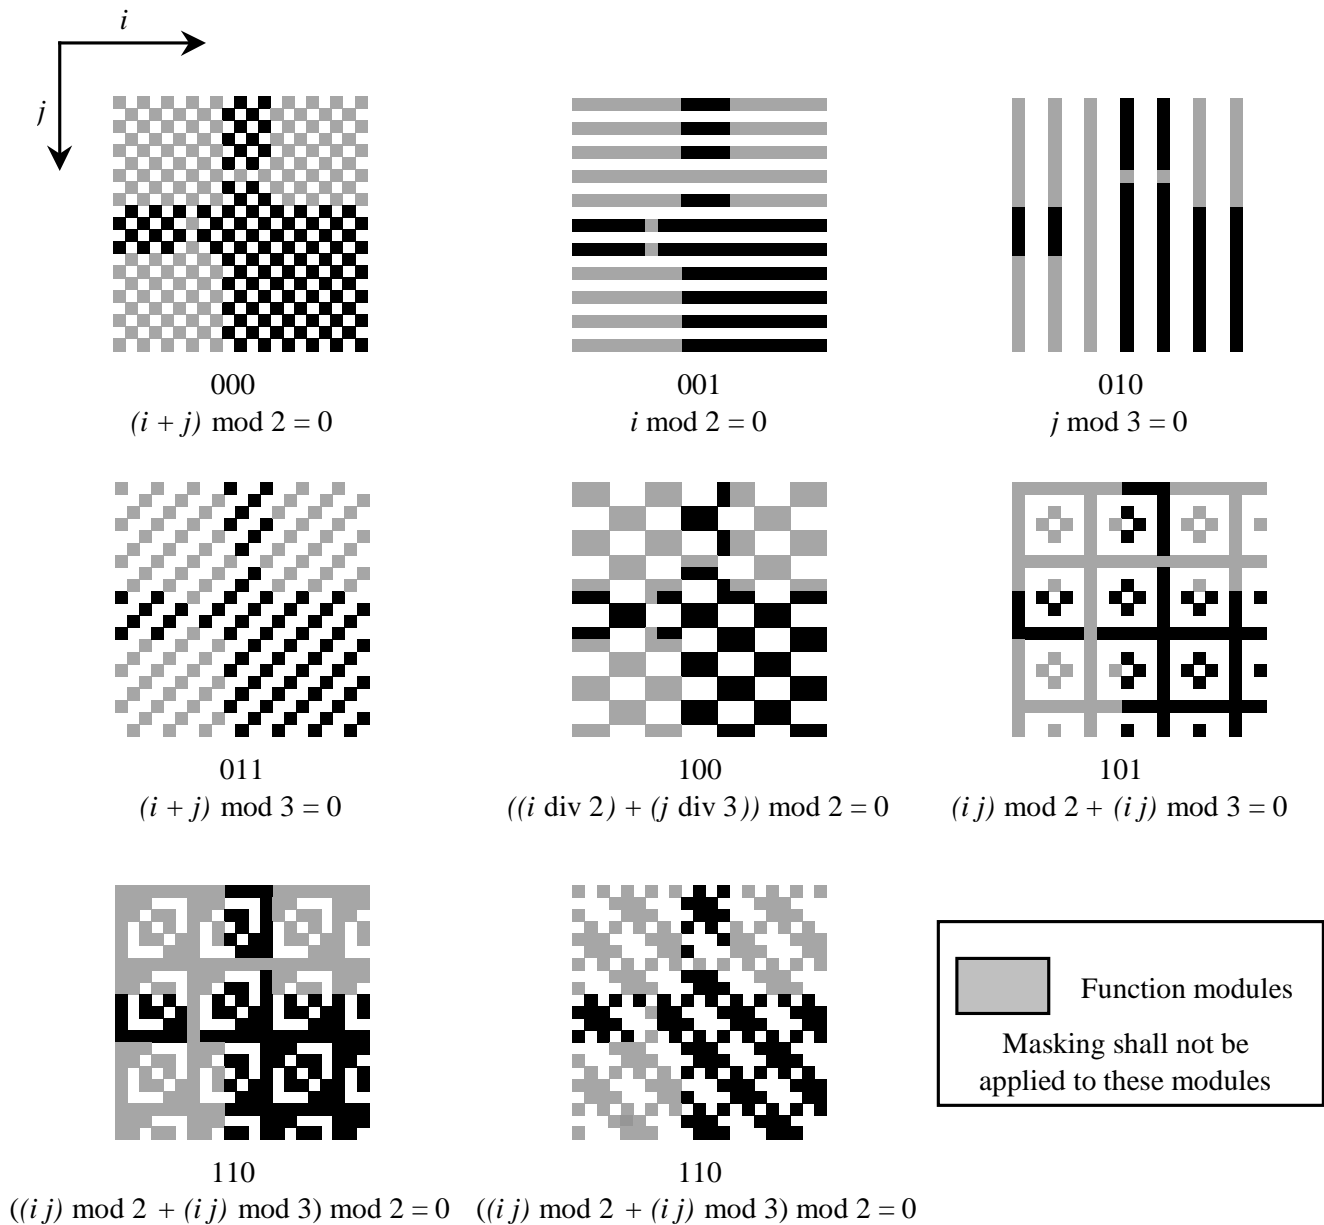 i
j
000
(i + j) mod 2 = 0
001
i mod 2 = 0
010
j mod 3 = 0
011
(i + j) mod 3 = 0
100
((i div 2) + (j div 3)) mod 2 = 0
101
(i j) mod 2 + (i j) mod 3 = 0
110
((i j) mod 2 + (i j) mod 3) mod 2 = 0
110
((i j) mod 2 + (i j) mod 3) mod 2 = 0
Function modules
Masking shall not be
applied to these modules